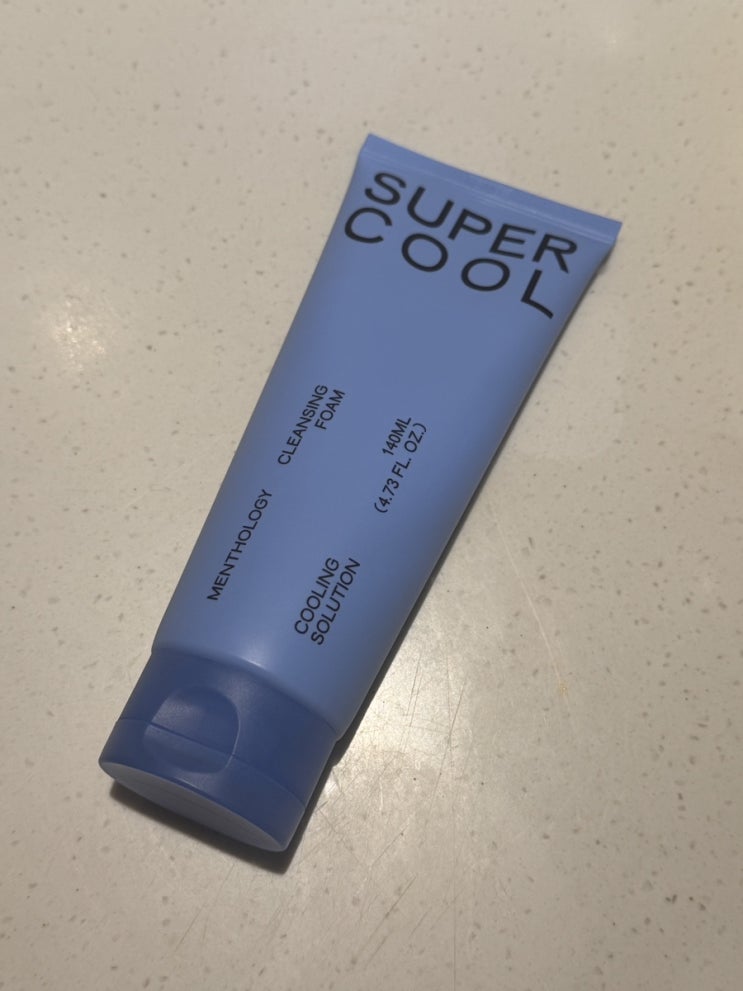 SUPER
COOL
CLEANSING
FOAM
140ML
(4.73 FL. OZ.)
MENTHOLOGY
COOLING
SOLUTION